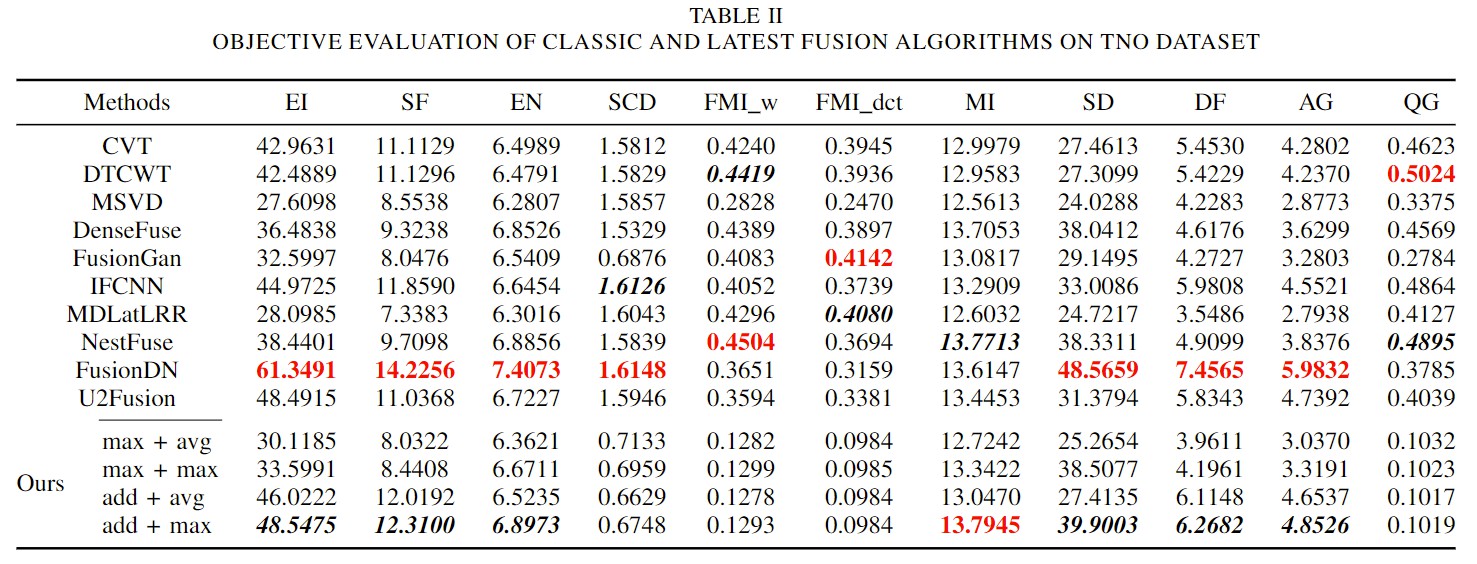 TABLE II
OBJECTIVE EVALUATION OF CLASSIC AND LATEST FUSION ALGORITHMS ON TNO DATASET
Methods EI SF EN SCD FMI_w FMI_dct MI SD DF AG QG
CVT 42.9631 11.1129 6.4989 1.5812 0.4240 0.3945 12.9979 27.4613 5.4530 4.2802 0.4623
DTCWT 42.4889 11.1296 6.4791 1.5829 0.4419 0.3936 12.9583 27.3099 5.4229 4.2370 0.5024
MSVD 27.6098 8.5538 6.2807 1.5857 0.2828 0.2470 12.5613 24.0288 4.2283 2.8773 0.3375
DenseFuse 36.4838 9.3238 6.8526 1.5329 0.4389 0.3897 13.7053 38.0412 4.6176 3.6299 0.4569
FusionGan 32.5997 8.0476 6.5409 0.6876 0.4083 0.4142 13.0817 29.1495 4.2727 3.2803 0.2784
IFCNN 44.9725 11.8590 6.6454 1.6126 0.4052 0.3739 13.2909 33.0086 5.9808 4.5521 0.4864
MDLatLRR 28.0985 7.3383 6.3016 1.6043 0.4296 0.4080 12.6032 24.7217 3.5486 2.7938 0.4127
NestFuse 38.4401 9.7098 6.8856 1.5839 0.4504 0.3694 13.7713 38.3311 4.9099 3.8376 0.4895
FusionDN 61.3491 14.2256 7.4073 1.6148 0.3651 0.3159 13.6147 48.5659 7.4565 5.9832 0.3785
U2Fusion 48.4915 11.0368 6.7227 1.5946 0.3594 0.3381 13.4453 31.3794 5.8343 4.7392 0.4039
max + avg 30.1185 8.0322 6.3621 0.7133 0.1282 0.0984 12.7242 25.2654 3.9611 3.0370 0.1032
max + max 33.5991 8.4408 6.6711 0.6959 0.1299 0.0985 13.3422 38.5077 4.1961 3.3191 0.1023
Ours
add + avg 46.0222 12.0192 6.5235 0.6629 0.1278 0.0984 13.0470 27.4135 6.1148 4.6537 0.1017
add + max 48.5475 12.3100 6.8973 0.6748 0.1293 0.0984 13.7945 39.9003 6.2682 4.8526 0.1019